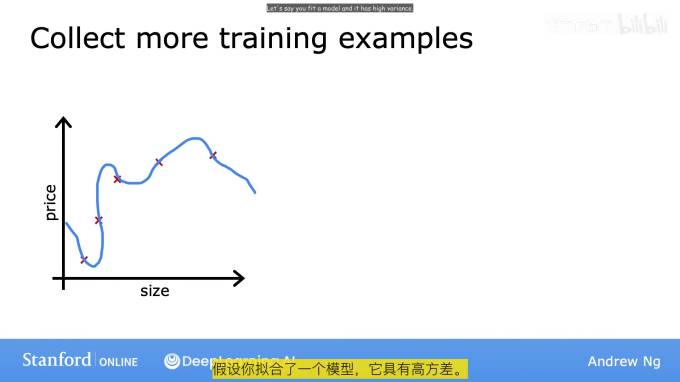 Let's say you fit a model and it has high variance.
Collect more training examples
bilibili
price
size
Stanford ONLINE
DeepLearning.AI
Andrew Ng
假设你拟合了一个模型，它具有高方差。